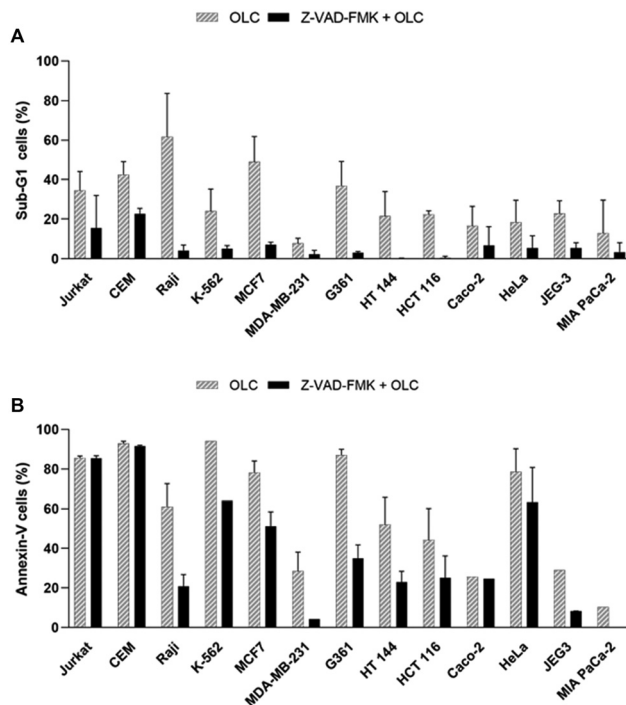 OLC Z-VAD-FMK + OLC
A
Sub-G1 cells (%)
100
80
60
40
20
0
Jurkat
CEM
Raji
K-562
MCF7
MDA-MB-231
G361
HT 144
HCT 116
Caco-2
HeLa
JEG-3
MIA PaCa-2
OLC Z-VAD-FMK + OLC
B
Annexin-V cells (%)
100
80
60
40
20
0
Jurkat
CEM
Raji
K-562
MCF7
MDA-MB-231
G361
HT 144
HCT 116
Caco-2
HeLa
JEG3
MIA PaCa-2